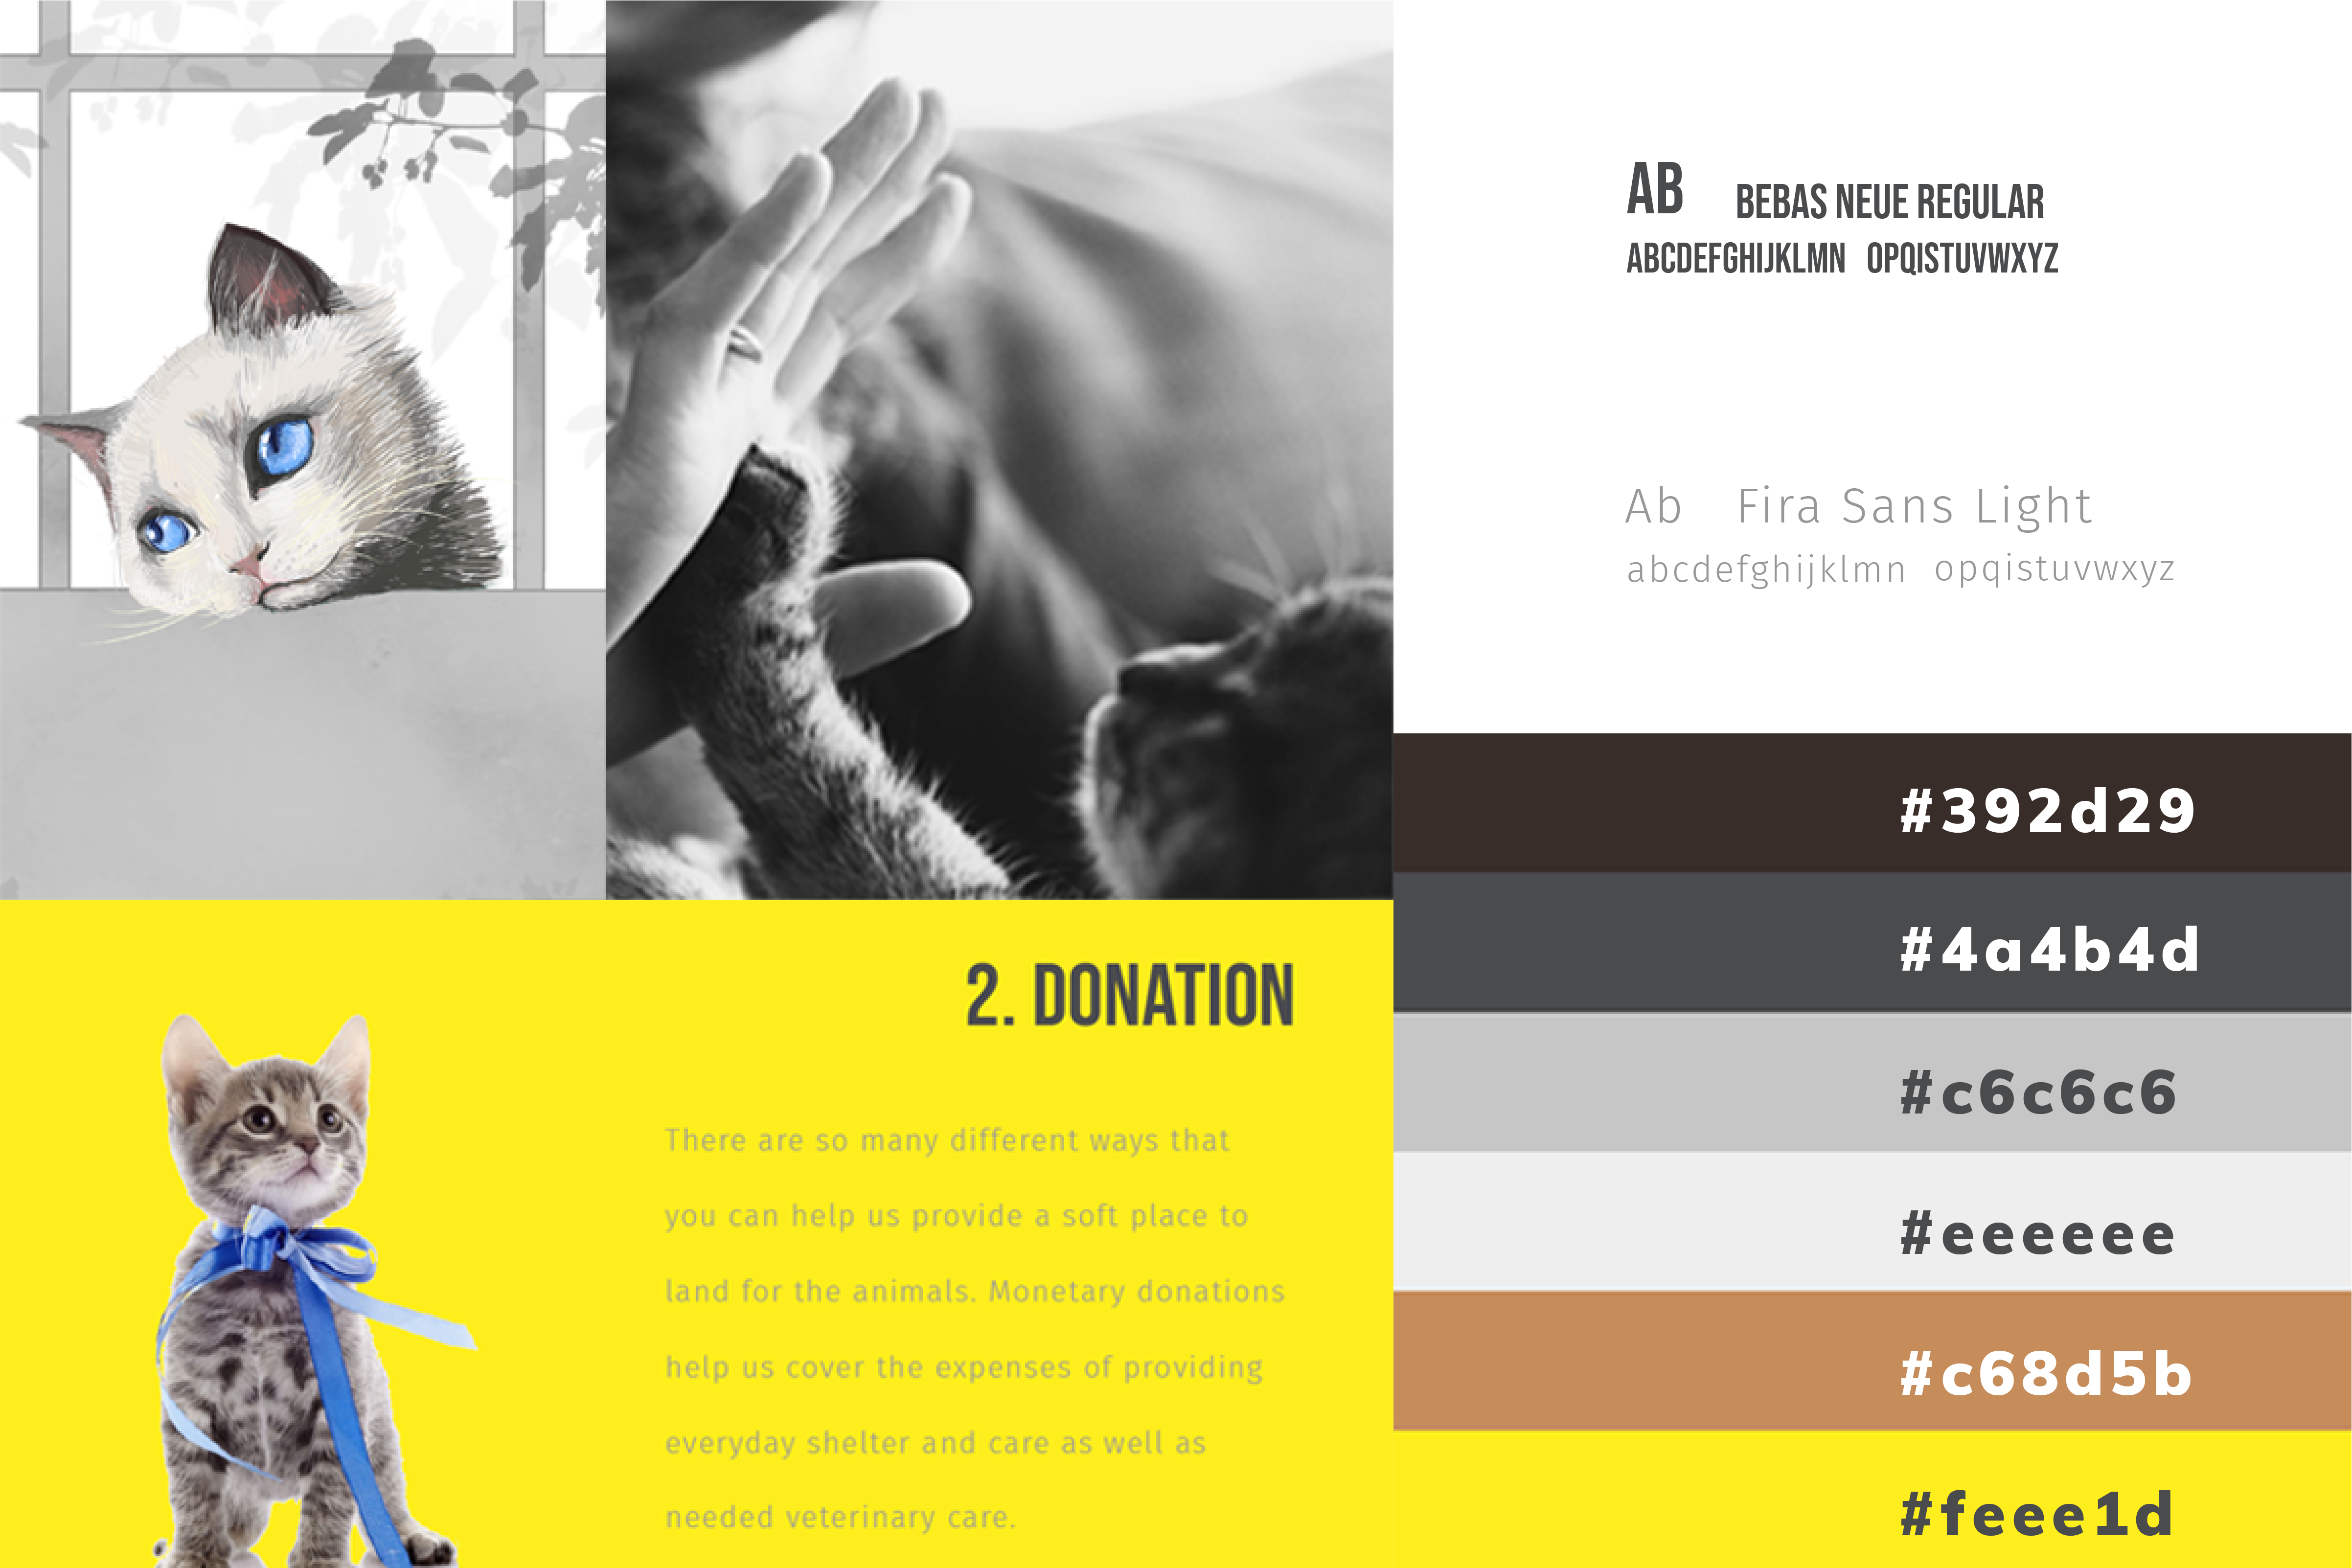 AB BEBAS NEUE REGULAR
ABCDEFGHIJKLMN OPQISTUVWXYZ
Ab Fira Sans Light
abcdefghijklmn opqistuvwxyz
#392d29
#4a4b4d
#c6c6c6
#eeeeee
#c68d5b
#feee1d
2. DONATION
There are so many different ways that
you can help us provide a soft place to
land for the animals. Monetary donations
help us cover the expenses of providing
everyday shelter and care as well as
needed veterinary care.